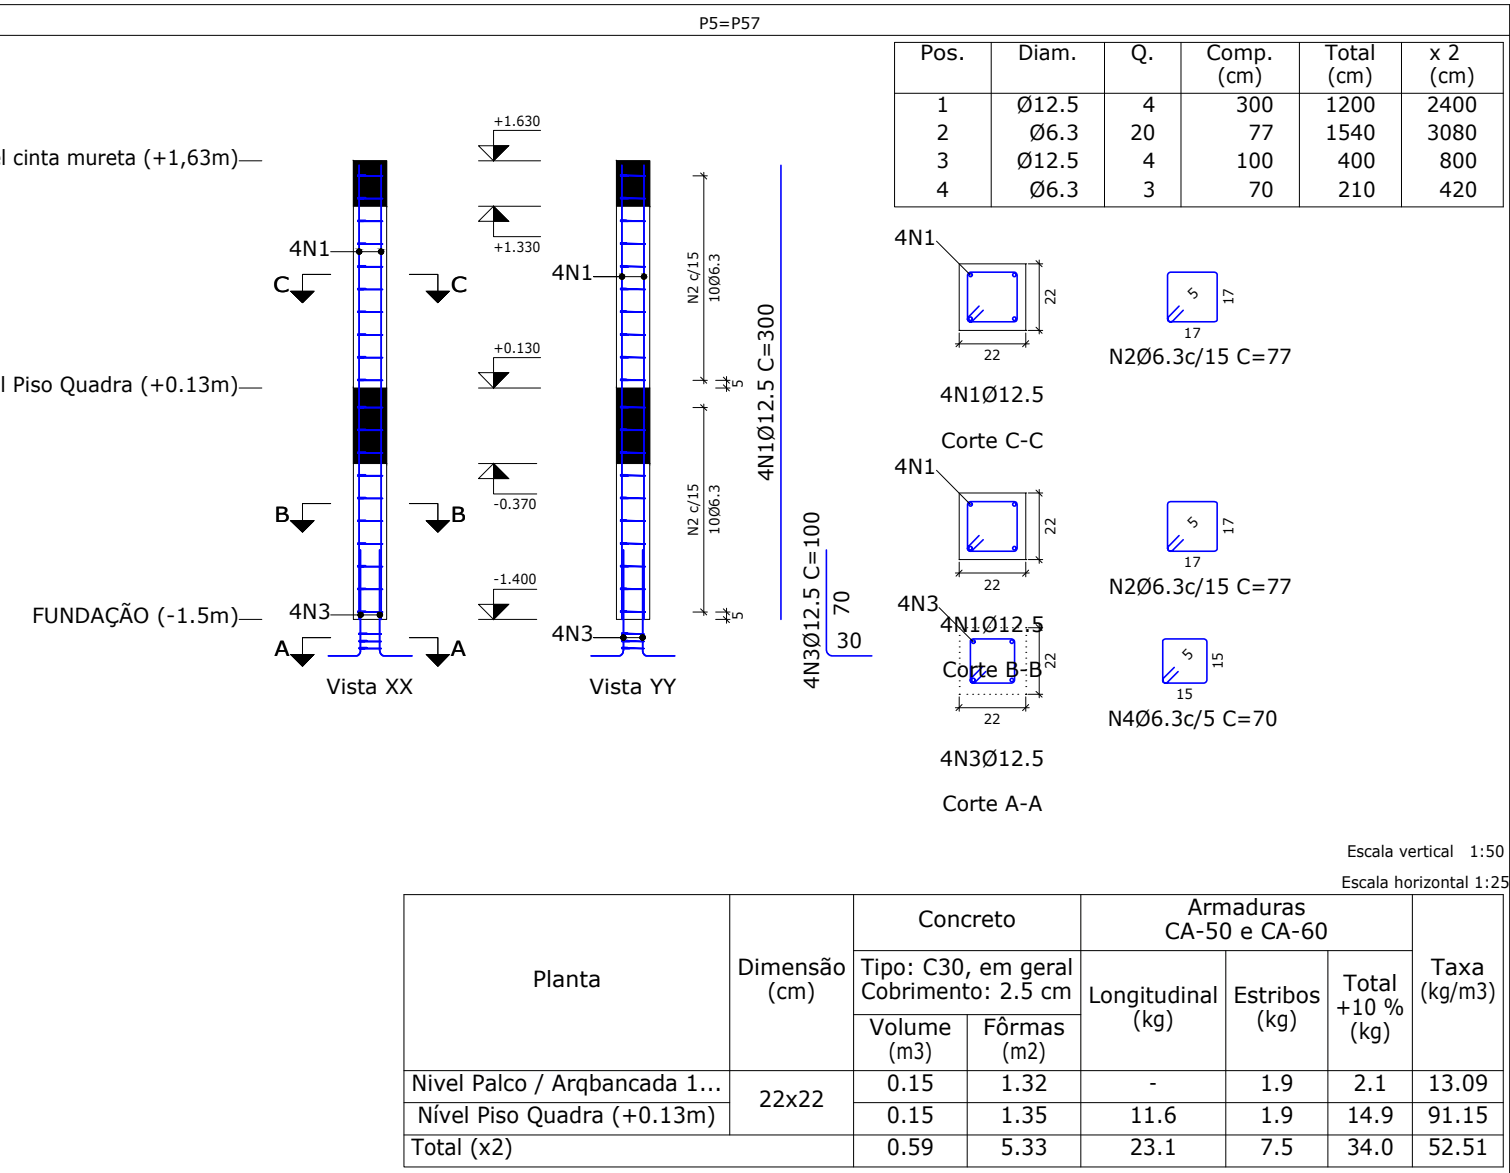 P5=P57
Pos. Diam. Q. Comp. (cm) Total (cm) x 2 (cm)
1 Ø12.5 4 300 1200 2400
2 Ø6.3 20 77 1540 3080
3 Ø12.5 4 100 400 800
4 Ø6.3 3 70 210 420
l cinta mureta (+1,63m)
l Piso Quadra (+0.13m)
FUNDAÇÃO (-1.5m)
4N1
C C
B B
4N3
A A
Vista XX
+1.630
+1.330
+0.130
-0.370
-1.400
4N1
4N3
Vista YY
N2 c/15
10Ø6.3
5
N2 c/15
10Ø6.3
5
4N1Ø12.5 C=300
4N3Ø12.5 C=100
70
30
4N1
22
22
4N1Ø12.5
Corte C-C
5
17
17
N2Ø6.3c/15 C=77
4N1
22
22
4N1Ø12.5
Corte B-B
5
17
17
N2Ø6.3c/15 C=77
4N3
22
22
4N3Ø12.5
Corte A-A
5
15
15
N4Ø6.3c/5 C=70
Escala vertical 1:50
Escala horizontal 1:25
Planta
Dimensão
(cm)
Concreto
Tipo: C30, em geral
Cobrimento: 2.5 cm
Volume
(m3)
Fôrmas
(m2)
Armaduras
CA-50 e CA-60
Longitudinal
(kg)
Estribos
(kg)
Total
+10 %
(kg)
Taxa
(kg/m3)
Nivel Palco / Arqbancada 1... 22x22 0.15 1.32 - 1.9 2.1 13.09
Nível Piso Quadra (+0.13m) 0.15 1.35 11.6 1.9 14.9 91.15
Total (x2) 0.59 5.33 23.1 7.5 34.0 52.51